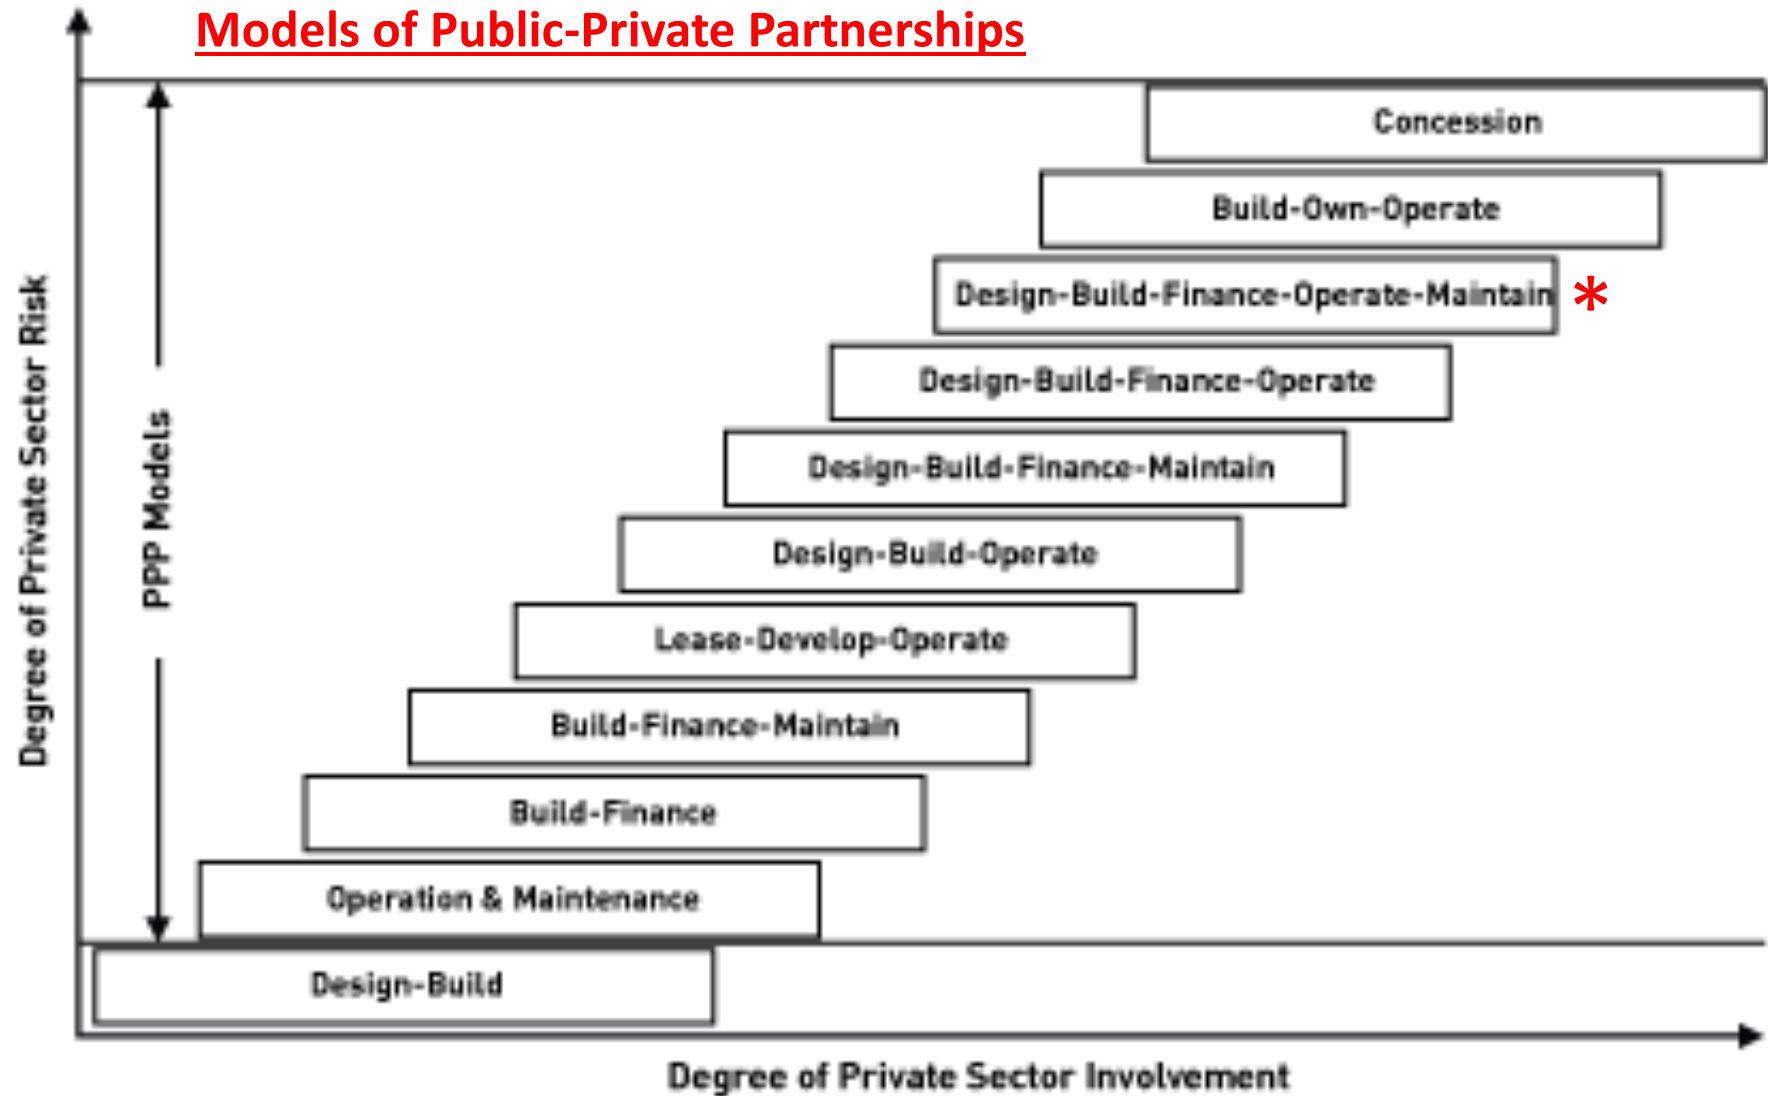 Models of Public-Private Partnerships
Concession
Build-Own-Operate
Design-Build-Finance-Operate-Maintain *
Design-Build-Finance-Operate
Design-Build-Finance-Maintain
Design-Build-Operate
Lease-Develop-Operate
Build-Finance-Maintain
Build-Finance
Operation & Maintenance
Design-Build
PPP Models
Degree of Private Sector Risk
Degree of Private Sector Involvement